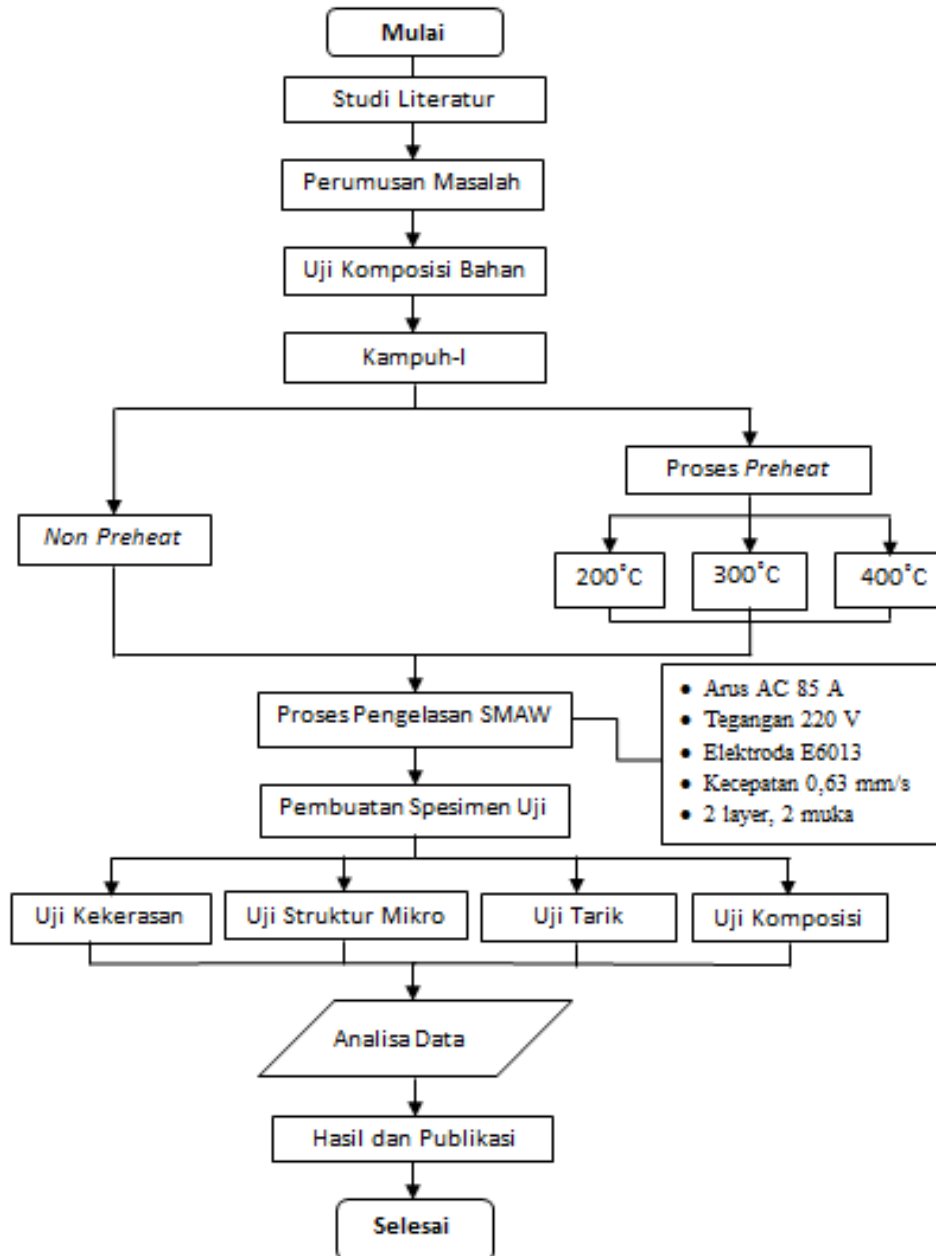 Mulai
Studi Literatur
Perumusan Masalah
Uji Komposisi Bahan
Kampuh-I
Proses Preheat
Non Preheat
200°C
300°C
400°C
Proses Pengelasan SMAW
• Arus AC 85 A
• Tegangan 220 V
• Elektroda E6013
• Kecepatan 0,63 mm/s
• 2 layer, 2 muka
Pembuatan Spesimen Uji
Uji Kekerasan
Uji Struktur Mikro
Uji Tarik
Uji Komposisi
Analisa Data
Hasil dan Publikasi
Selesai